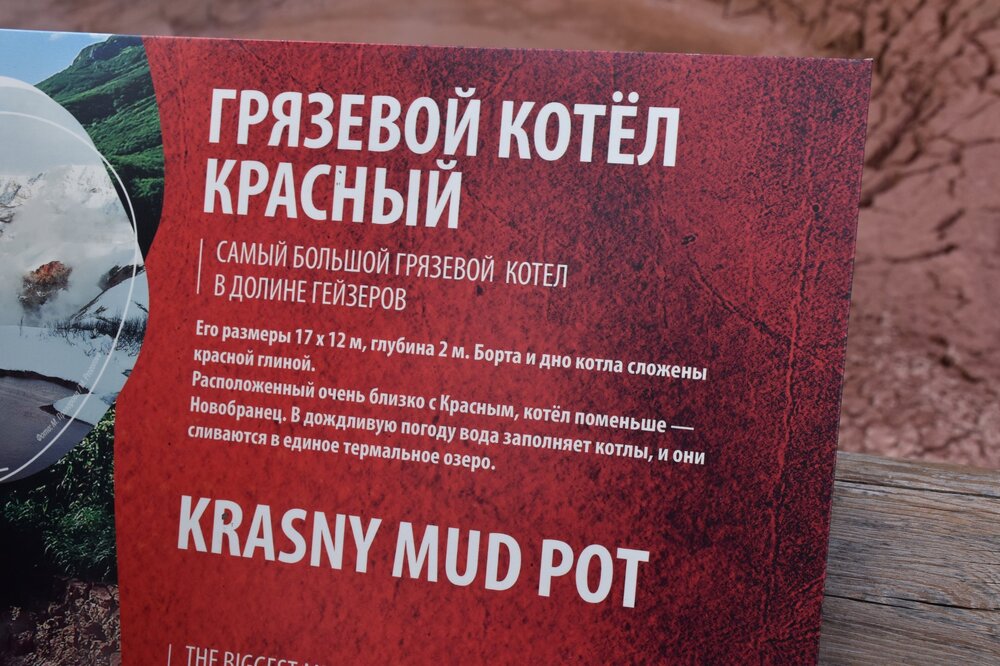 ГРЯЗЕВОЙ КОТЁЛ
КРАСНЫЙ
САМЫЙ БОЛЬШОЙ ГРЯЗЕВОЙ КОТЕЛ
В ДОЛИНЕ ГЕЙЗЕРОВ
Его размеры 17 х 12 м, глубина 2 м. Борта и дно котла сложены
красной глиной.
Расположенный очень близко с Красным, котёл поменьше —
Новобранец. В дождливую погоду вода заполняет котлы, и они
сливаются в единое термальное озеро.
KRASNY MUD POT
THE BIGGEST